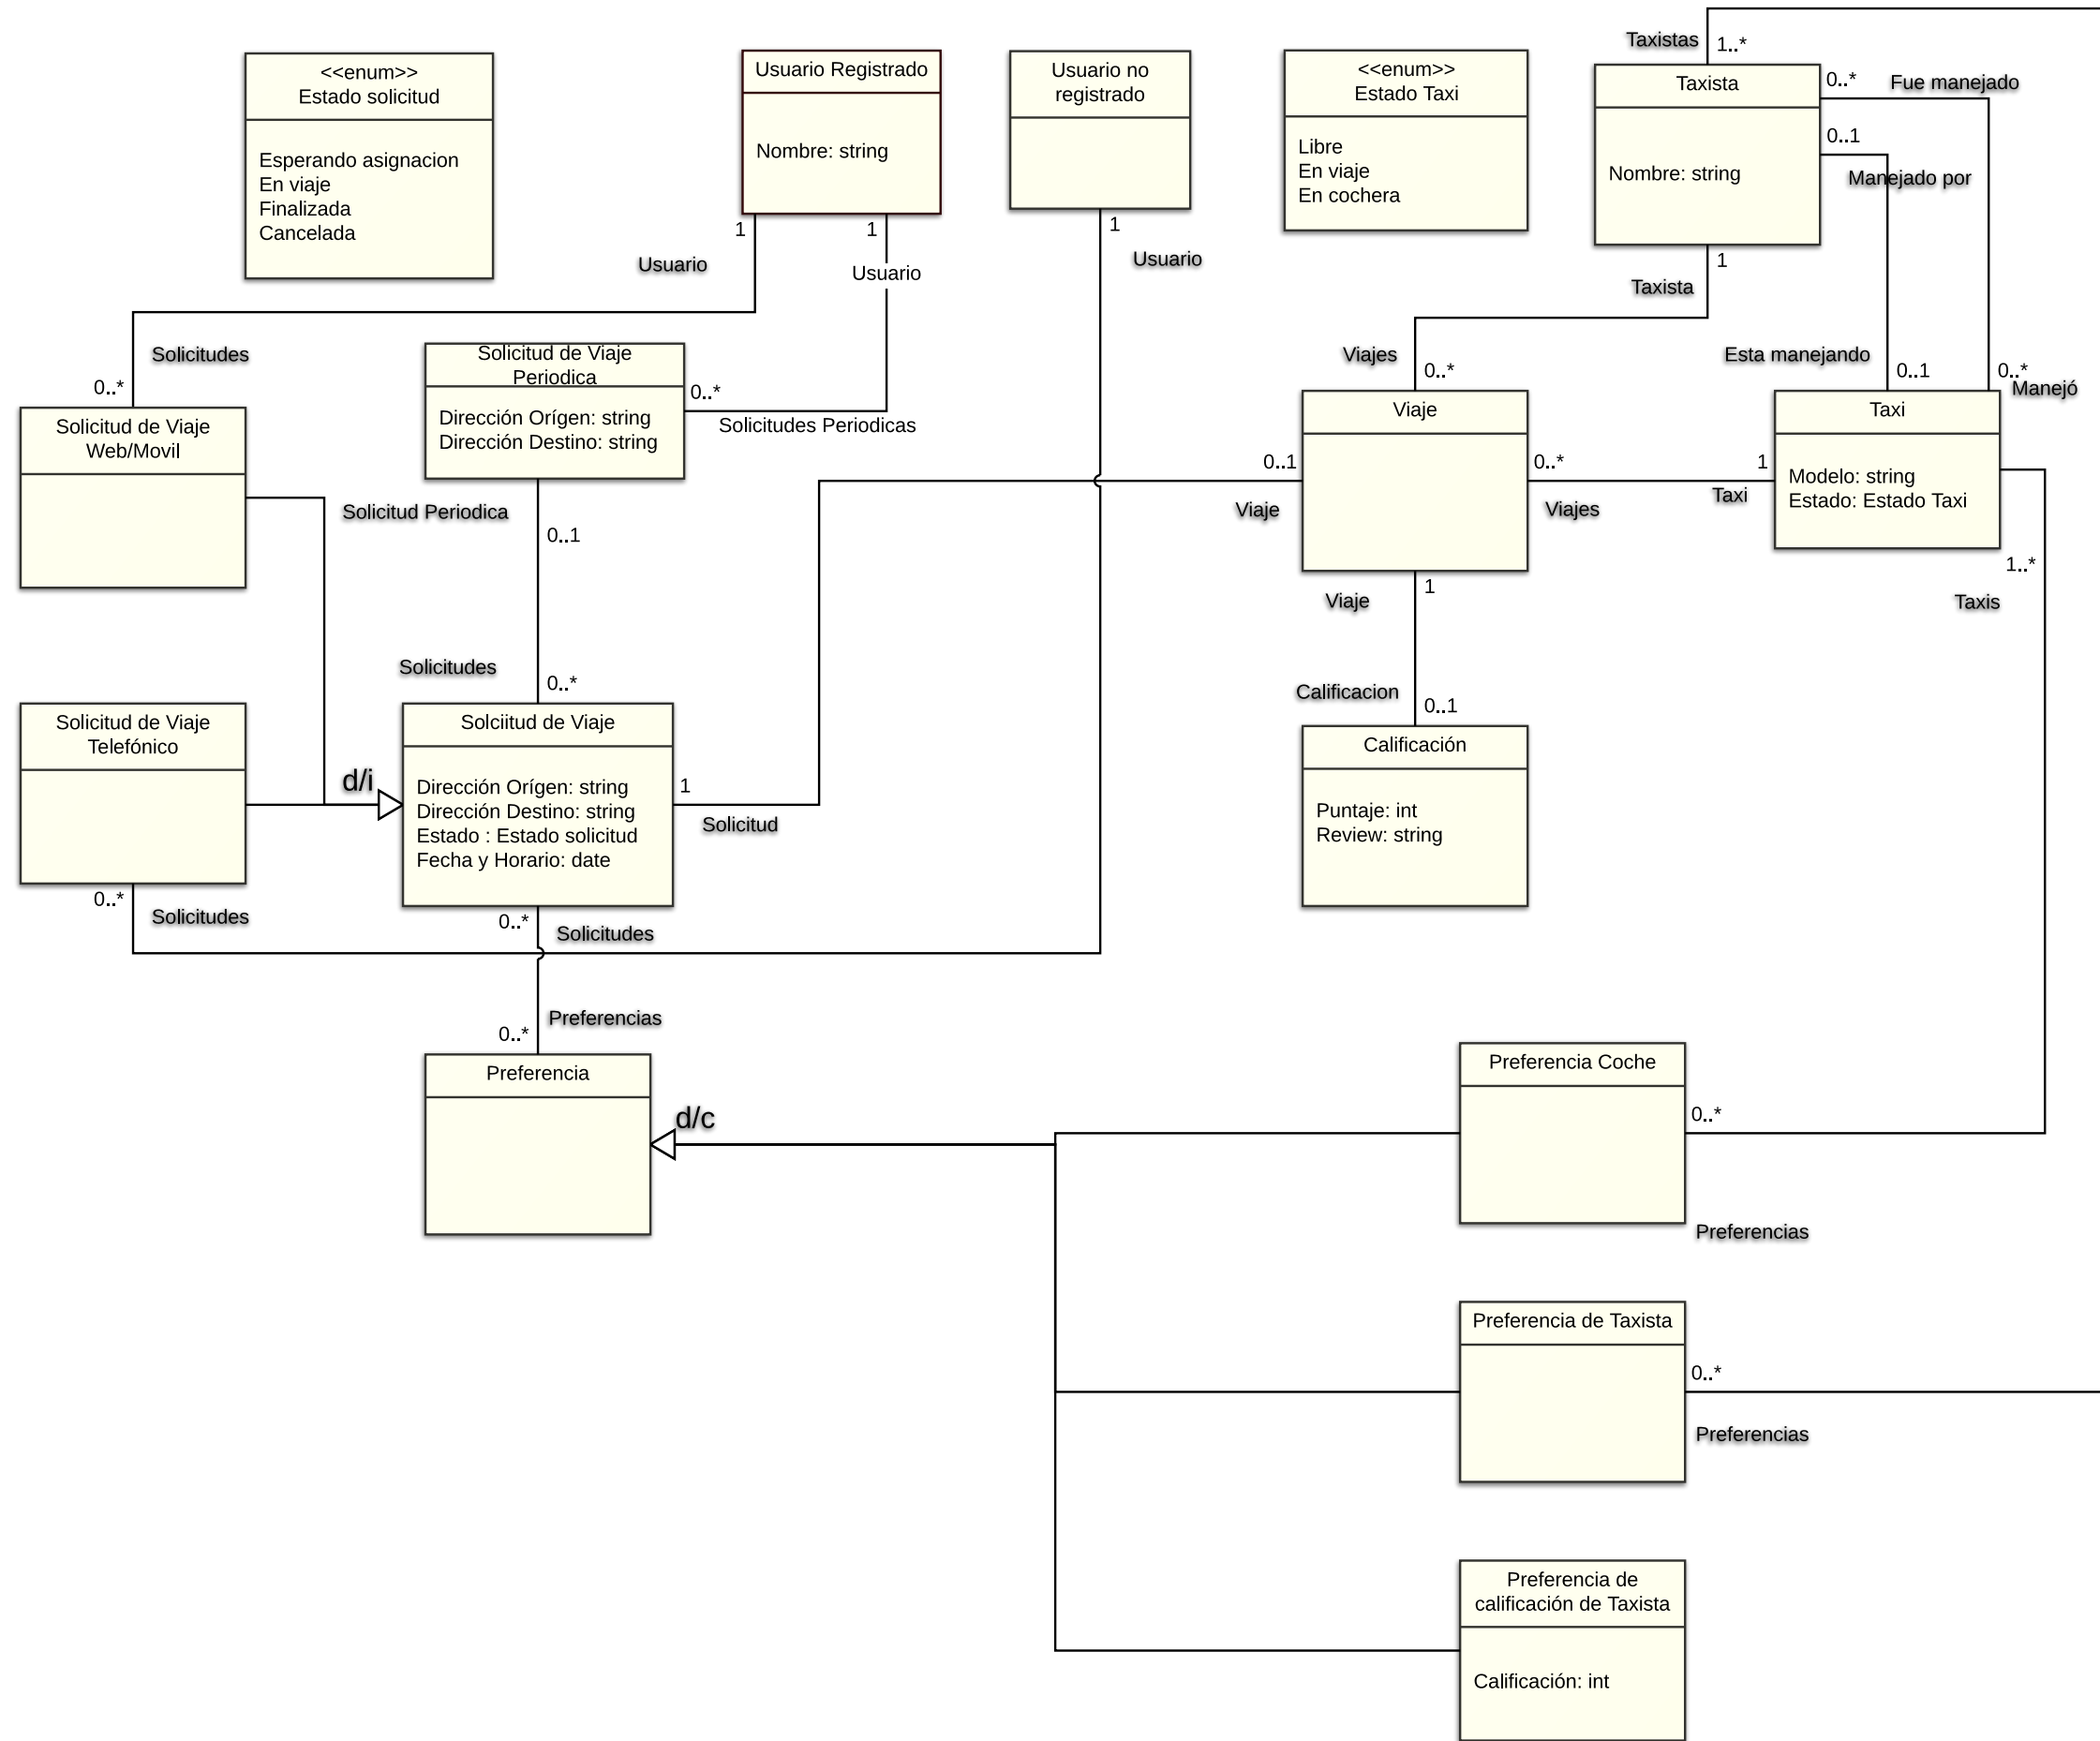 Taxistas
1..*
<<enum>>
Estado solicitud
Esperando asignacion
En viaje
Finalizada
Cancelada
Usuario Registrado
Nombre: string
Usuario no
registrado
<<enum>>
Estado Taxi
Libre
En viaje
En cochera
Taxista
Nombre: string
0..*
Fue manejado
0..1
Manejado por
1
Usuario
1
Usuario
1
Usuario
1
Taxista
Solicitudes
0..*
Solicitud de Viaje
Periodica
Dirección Orígen: string
Dirección Destino: string
0..*
Solicitudes Periodicas
Viajes
0..*
Esta manejando
0..1
0..*
Manejó
Solicitud de Viaje
Web/Movil
Viaje
Taxi
Modelo: string
Estado: Estado Taxi
0..1
Viaje
0..*
Viajes
1
Taxi
Solicitud Periodica
0..1
1..*
Taxis
1
Viaje
Solicitudes
0..*
Calificacion
0..1
Solicitud de Viaje
Telefónico
d/i
Solciitud de Viaje
Dirección Orígen: string
Dirección Destino: string
Estado : Estado solicitud
Fecha y Horario: date
1
Solicitud
Calificación
Puntaje: int
Review: string
0..*
Solicitudes
0..*
Solicitudes
Preferencias
0..*
Preferencia
d/c
Preferencia Coche
0..*
Preferencias
Preferencia de Taxista
0..*
Preferencias
Preferencia de
calificación de Taxista
Calificación: int